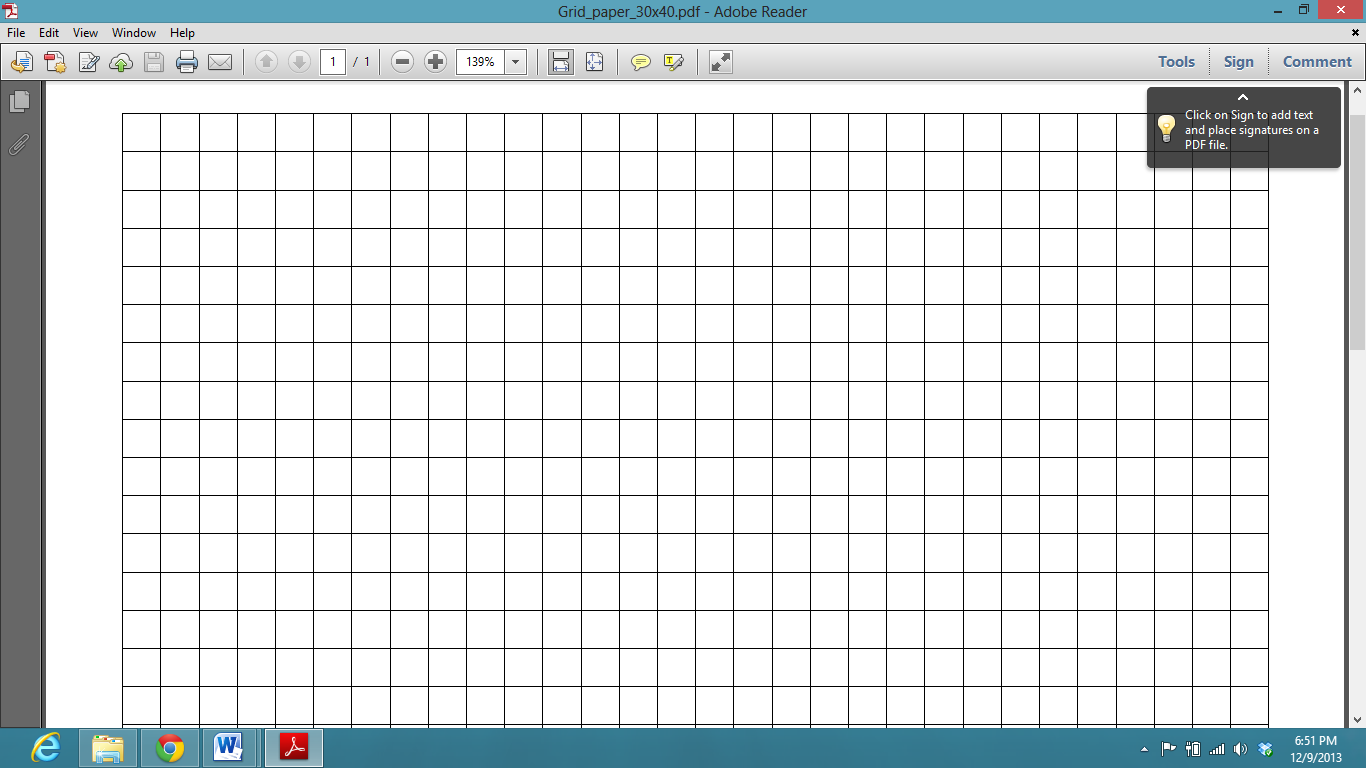 Grid_paper_30x40.pdf - Adobe Reader
File Edit View Window Help
1 / 1 139% Tools Sign Comment
Click on Sign to add text
and place signatures on a
PDF file.
6:51 PM
12/9/2013